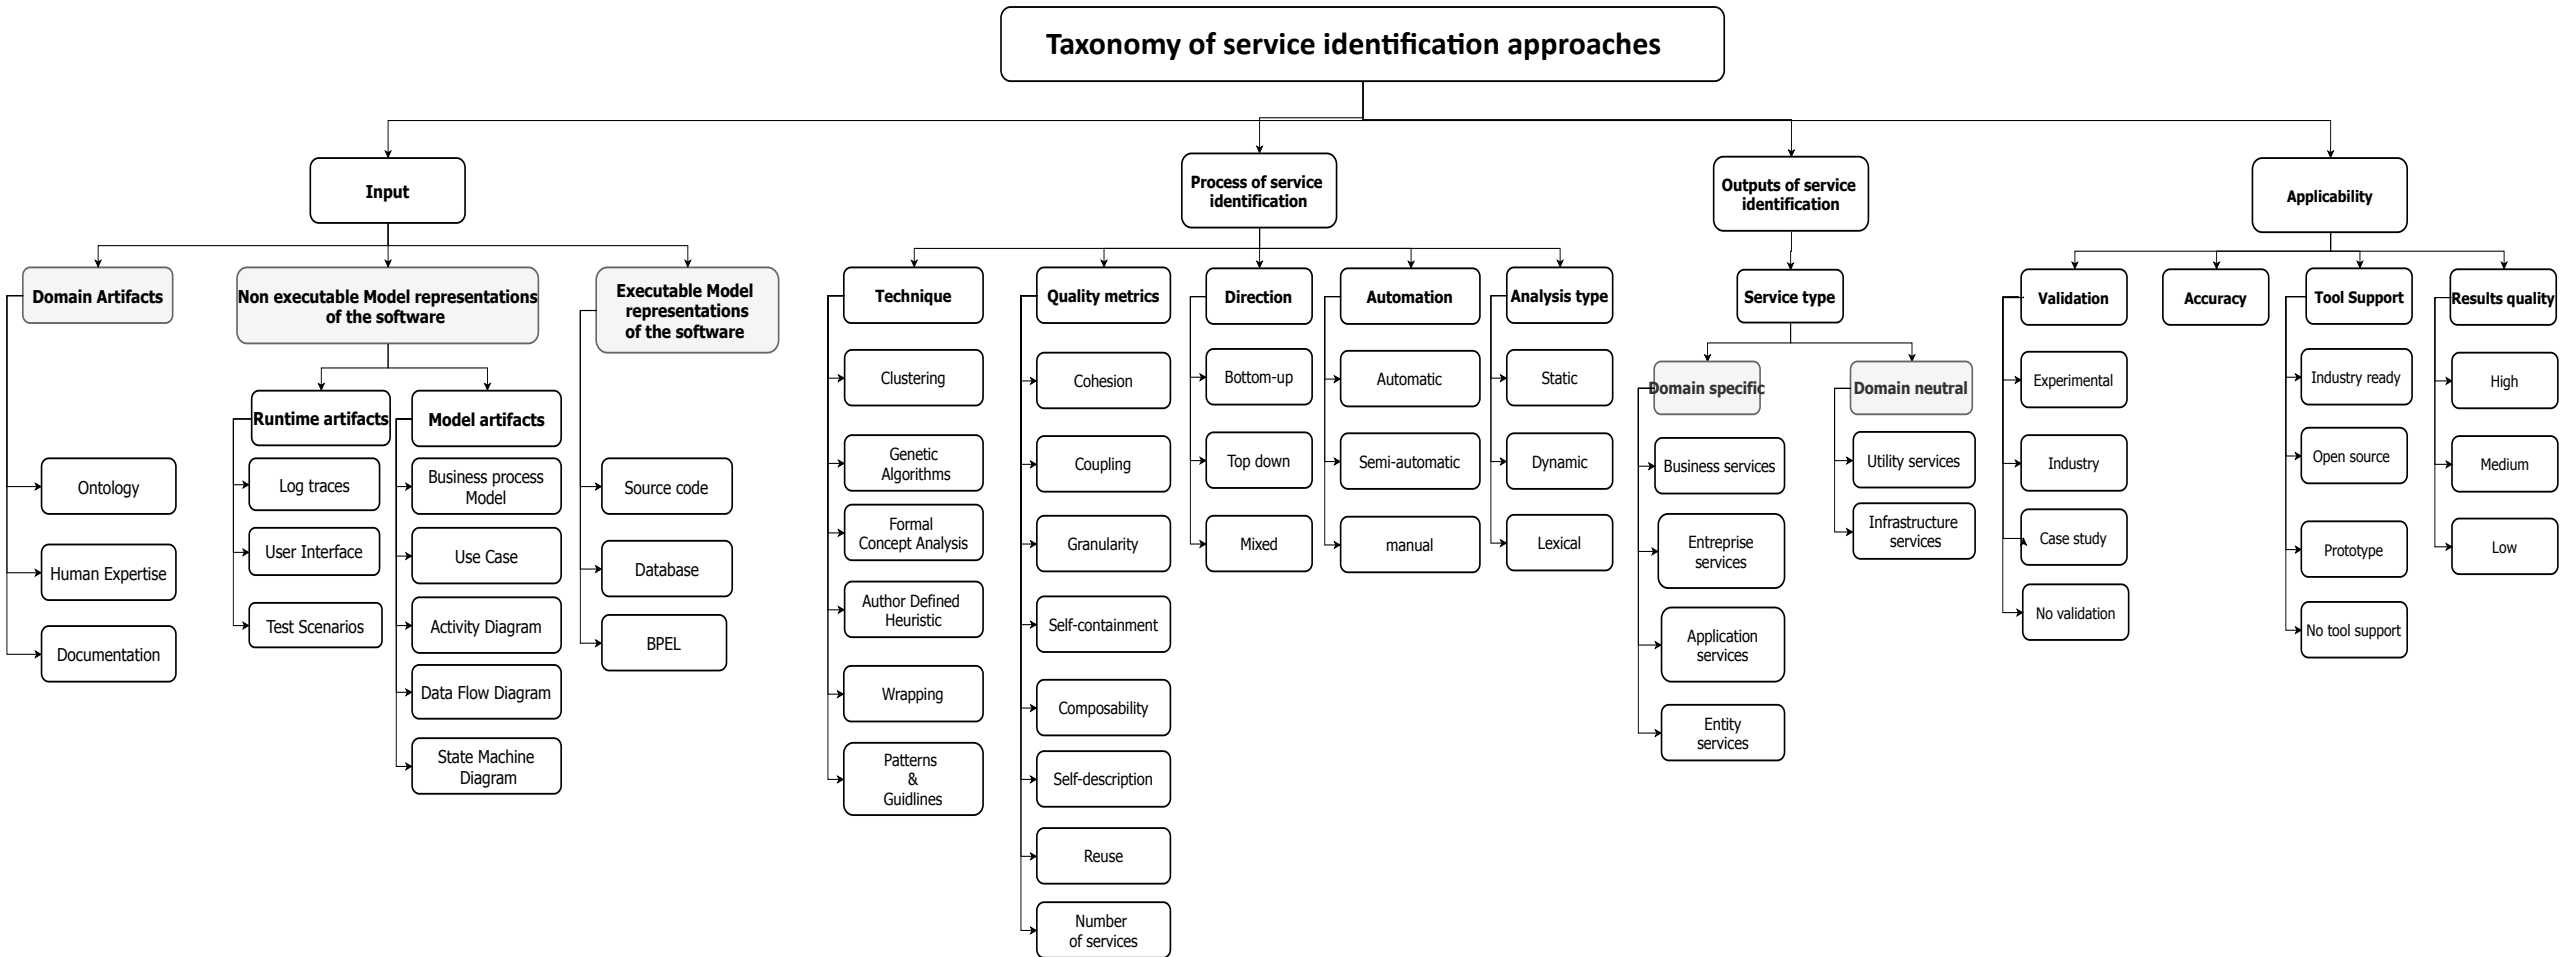 Taxonomy of service identification approaches
Input
Process of service
identification
Outputs of service
identification
Applicability
Domain Artifacts
Non executable Model representations
of the software
Executable Model
representations
of the software
Technique
Quality metrics
Direction
Automation
Analysis type
Service type
Validation
Accuracy
Tool Support
Results quality
Ontology
Human Expertise
Documentation
Runtime artifacts
Log traces
User Interface
Test Scenarios
Model artifacts
Business process
Model
Use Case
Activity Diagram
Data Flow Diagram
State Machine
Diagram
Source code
Database
BPEL
Clustering
Genetic
Algorithms
Formal
Concept Analysis
Author Defined
Heuristic
Wrapping
Patterns
&
Guidlines
Cohesion
Coupling
Granularity
Self-containment
Composability
Self-description
Reuse
Number
of services
Bottom-up
Top down
Mixed
Automatic
Semi-automatic
manual
Static
Dynamic
Lexical
Domain specific
Business services
Entreprise
services
Application
services
Entity
services
Domain neutral
Utility services
Infrastructure
services
Experimental
Industry
Case study
No validation
Industry ready
Open source
Prototype
No tool support
High
Medium
Low